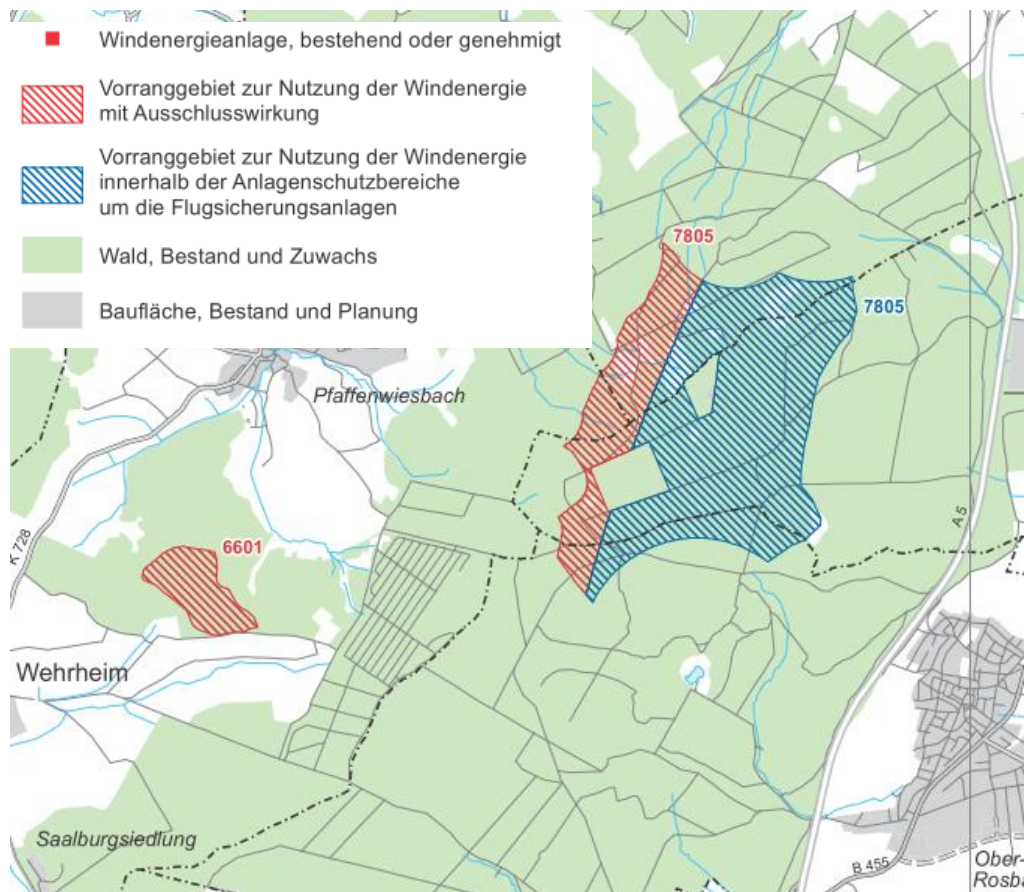 Windenergieanlage, bestehend oder genehmigt
Vorranggebiet zur Nutzung der Windenergie
mit Ausschlusswirkung
Vorranggebiet zur Nutzung der Windenergie
innerhalb der Anlagenschutzbereiche
um die Flugsicherungsanlagen
Wald, Bestand und Zuwachs
Baufläche, Bestand und Planung
7805
7805
Pfaffenwiesbach
A 5
K 728
6601
Wehrheim
Saalburgsiedlung
B 455
Ober-
Rosb